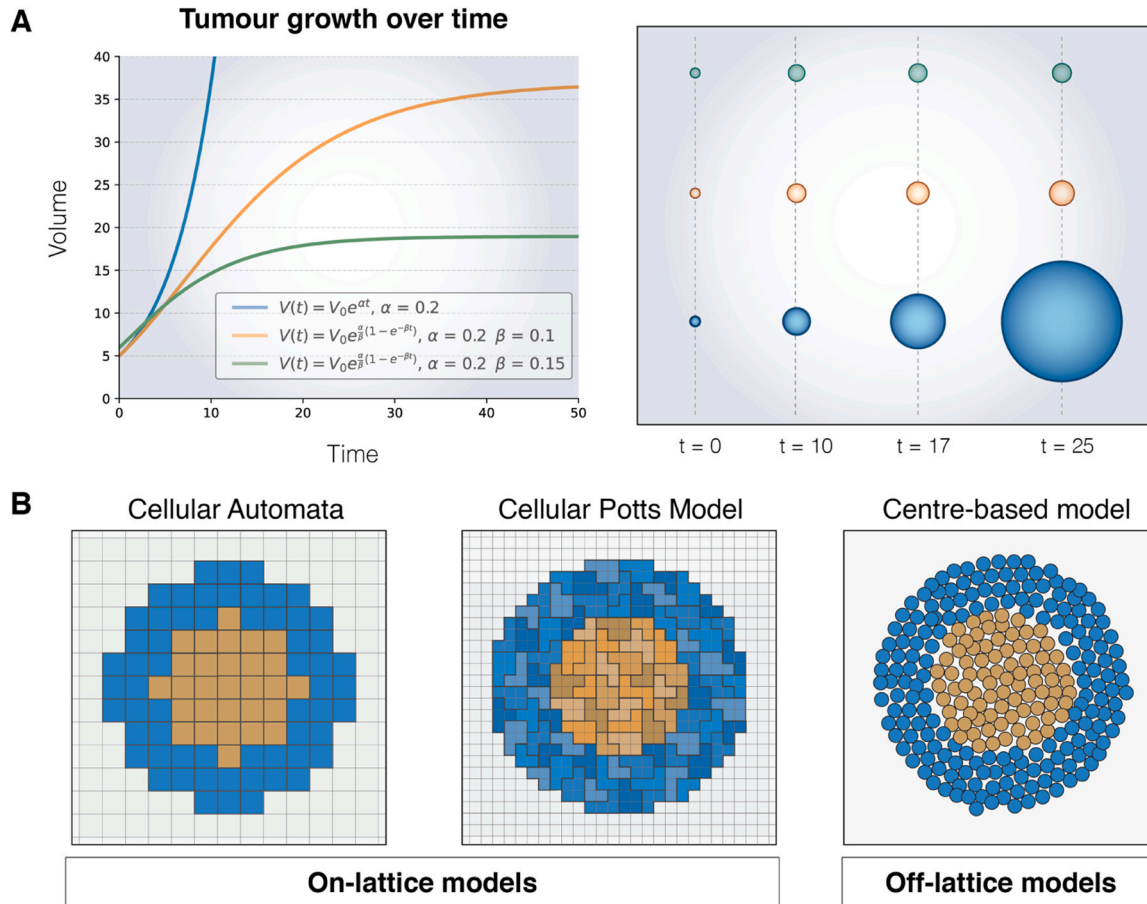 A
Tumour growth over time
Volume
40
35
30
25
20
15
10
5
0
V(t) = V₀e^{αt}, α = 0.2
V(t) = V₀e^{\frac{α}{β}(1−e^{−βt})}, α = 0.2 β = 0.1
V(t) = V₀e^{\frac{α}{β}(1−e^{−βt})}, α = 0.2 β = 0.15
0 10 20 30 40 50
Time
t = 0 t = 10 t = 17 t = 25
B
Cellular Automata Cellular Potts Model Centre-based model
On-lattice models Off-lattice models